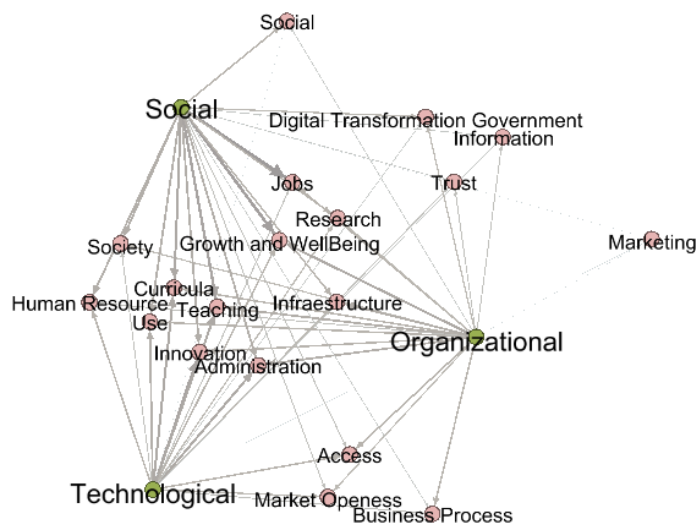 Social
Social
Digital Transformation Government
Information
Jobs
Trust
Research
Society
Growth and WellBeing
Marketing
Curricula
Human Resource
Teaching
Infraestructure
Use
Organizational
Innovation
Administration
Access
Technological
Market Openess
Business Process